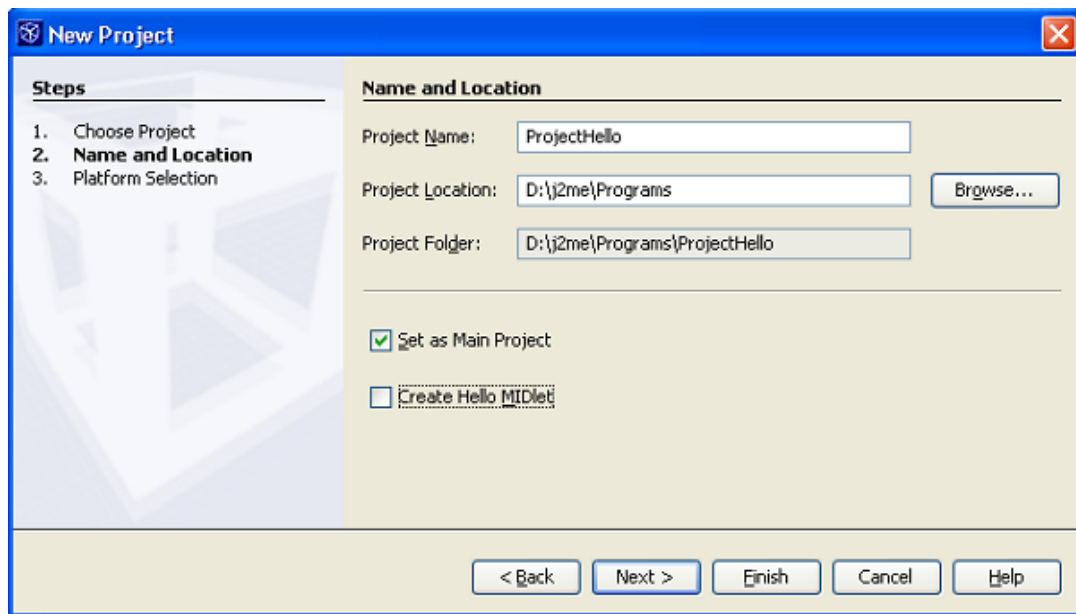 New Project
Steps
1. Choose Project
2. Name and Location
3. Platform Selection
Name and Location
Project Name: ProjectHello
Project Location: D:\j2me\Programs Browse...
Project Folder: D:\j2me\Programs\ProjectHello
Set as Main Project
Create Hello MIDlet
< Back Next > Finish Cancel Help